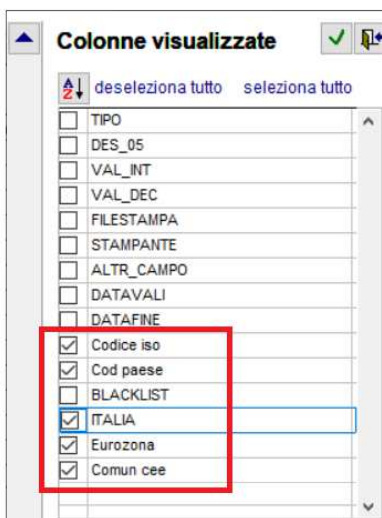 Colonne visualizzate
deseleziona tutto seleziona tutto
TIPO
DES_05
VAL_INT
VAL_DEC
FILESTAMPA
STAMPANTE
ALTR_CAMPO
DATAVALI
DATAFINE
Codice iso
Cod paese
BLACKLIST
ITALIA
Eurozona
Comun cee